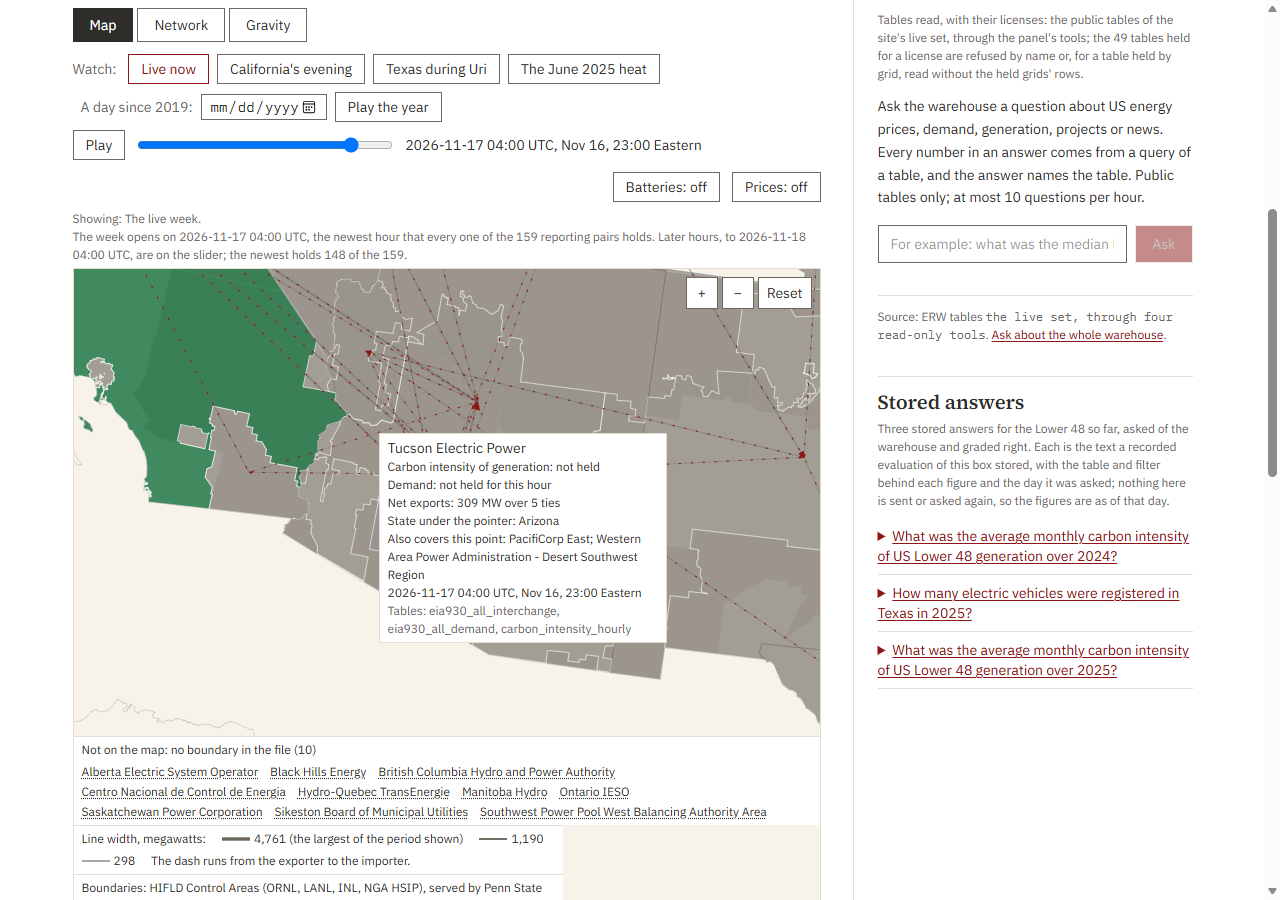 Map Network Gravity
Watch: Live now California's evening Texas during Uri The June 2025 heat
A day since 2019: mm/dd/yyyy Play the year
Play 2026-11-17 04:00 UTC, Nov 16, 23:00 Eastern
Batteries: off Prices: off
Showing: The live week.
The week opens on 2026-11-17 04:00 UTC, the newest hour that every one of the 159 reporting pairs holds. Later hours, to 2026-11-18
04:00 UTC, are on the slider; the newest holds 148 of the 159.
+ − Reset
Tucson Electric Power
Carbon intensity of generation: not held
Demand: not held for this hour
Net exports: 309 MW over 5 ties
State under the pointer: Arizona
Also covers this point: PacifiCorp East; Western
Area Power Administration - Desert Southwest
Region
2026-11-17 04:00 UTC, Nov 16, 23:00 Eastern
Tables: eia930_all_interchange,
eia930_all_demand, carbon_intensity_hourly
Not on the map: no boundary in the file (10)
Alberta Electric System Operator Black Hills Energy British Columbia Hydro and Power Authority
Centro Nacional de Control de Energia Hydro-Quebec TransEnergie Manitoba Hydro Ontario IESO
Saskatchewan Power Corporation Sikeston Board of Municipal Utilities Southwest Power Pool West Balancing Authority Area
Line width, megawatts: 4,761 (the largest of the period shown) 1,190
298 The dash runs from the exporter to the importer.
Boundaries: HIFLD Control Areas (ORNL, LANL, INL, NGA HSIP), served by Penn State
Tables read, with their licenses: the public tables of the
site's live set, through the panel's tools; the 49 tables held
for a license are refused by name or, for a table held by
grid, read without the held grids' rows.
Ask the warehouse a question about US energy
prices, demand, generation, projects or news.
Every number in an answer comes from a query of
a table, and the answer names the table. Public
tables only; at most 10 questions per hour.
For example: what was the median Ask
Source: ERW tables the live set, through four
read-only tools. Ask about the whole warehouse.
Stored answers
Three stored answers for the Lower 48 so far, asked of the
warehouse and graded right. Each is the text a recorded
evaluation of this box stored, with the table and filter
behind each figure and the day it was asked; nothing here
is sent or asked again, so the figures are as of that day.
What was the average monthly carbon intensity
of US Lower 48 generation over 2024?
How many electric vehicles were registered in
Texas in 2025?
What was the average monthly carbon intensity
of US Lower 48 generation over 2025?